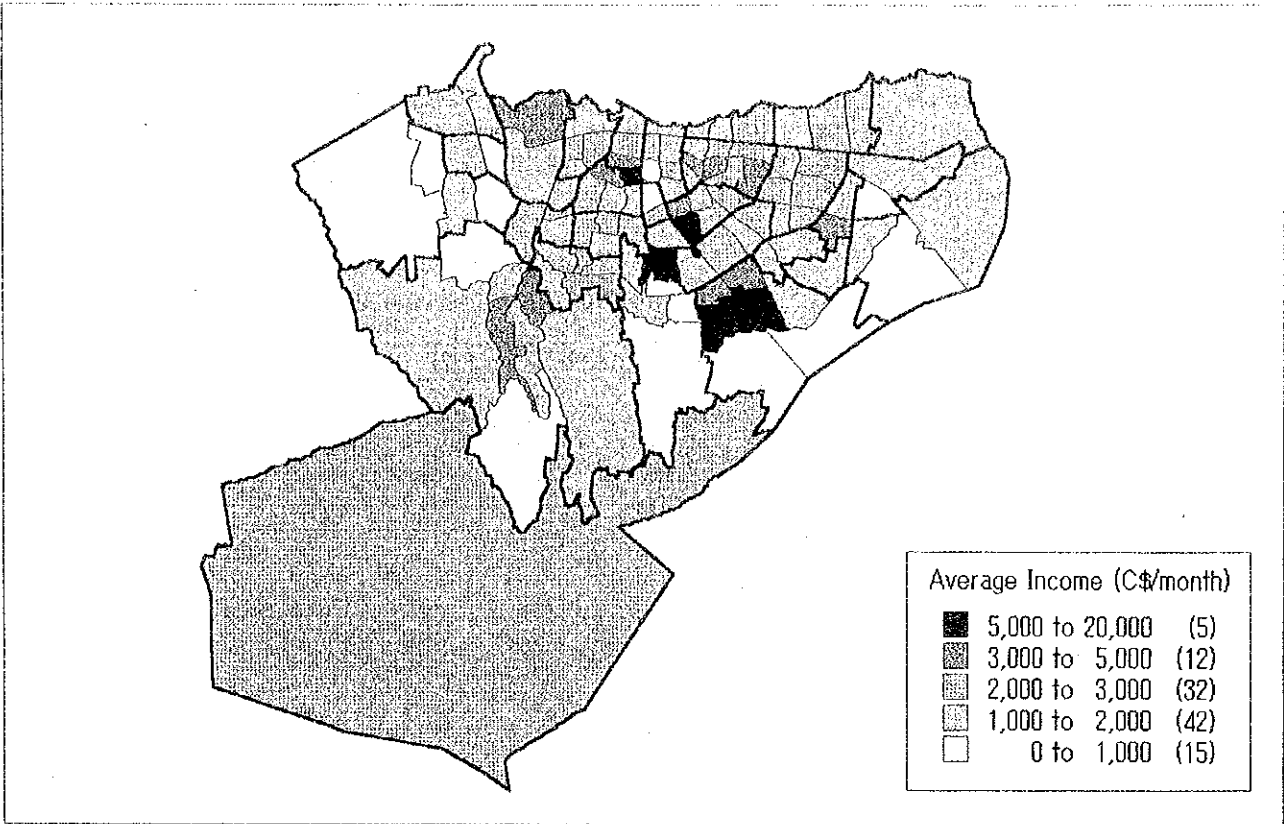 Average Income (C$/month)
5,000 to 20,000 (5)
3,000 to 5,000 (12)
2,000 to 3,000 (32)
1,000 to 2,000 (42)
0 to 1,000 (15)